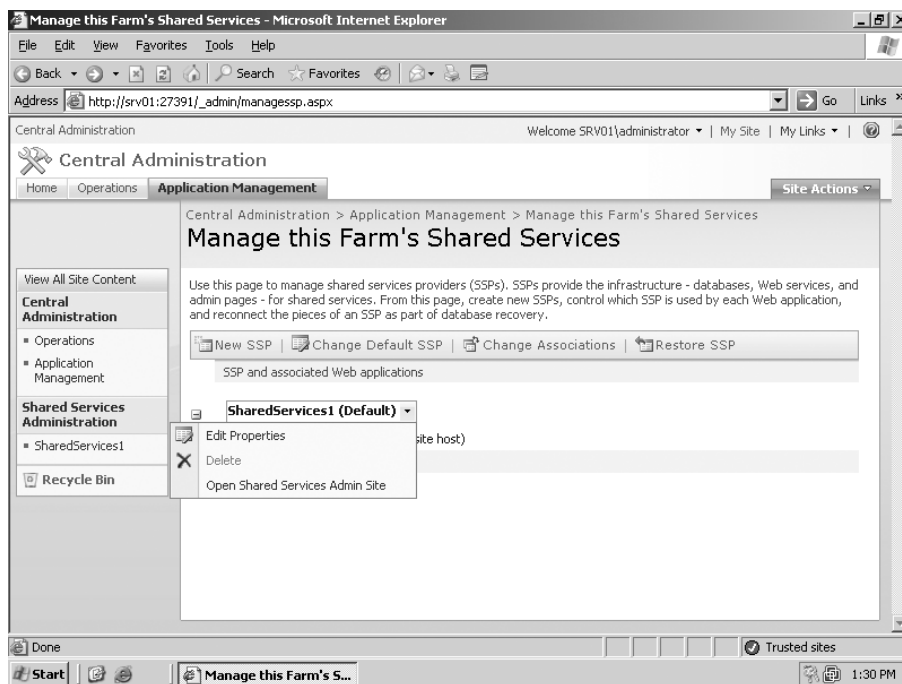 Manage this Farm's Shared Services - Microsoft Internet Explorer
File Edit View Favorites Tools Help
Back Search Favorites
Address http://srv01:27391/_admin/managessp.aspx Go Links »
Central Administration Welcome SRV01\administrator | My Site | My Links |
Central Administration
Home Operations Application Management Site Actions
Central Administration > Application Management > Manage this Farm's Shared Services
Manage this Farm's Shared Services
View All Site Content
Central
Administration
Operations
Application
Management
Shared Services
Administration
SharedServices1
Recycle Bin
Use this page to manage shared services providers (SSPs). SSPs provide the infrastructure - databases, Web services, and
admin pages - for shared services. From this page, create new SSPs, control which SSP is used by each Web application,
and reconnect the pieces of an SSP as part of database recovery.
New SSP | Change Default SSP | Change Associations | Restore SSP
SSP and associated Web applications
SharedServices1 (Default)
site host)
Edit Properties
Delete
Open Shared Services Admin Site
Done Trusted sites
Start Manage this Farm's S... 1:30 PM